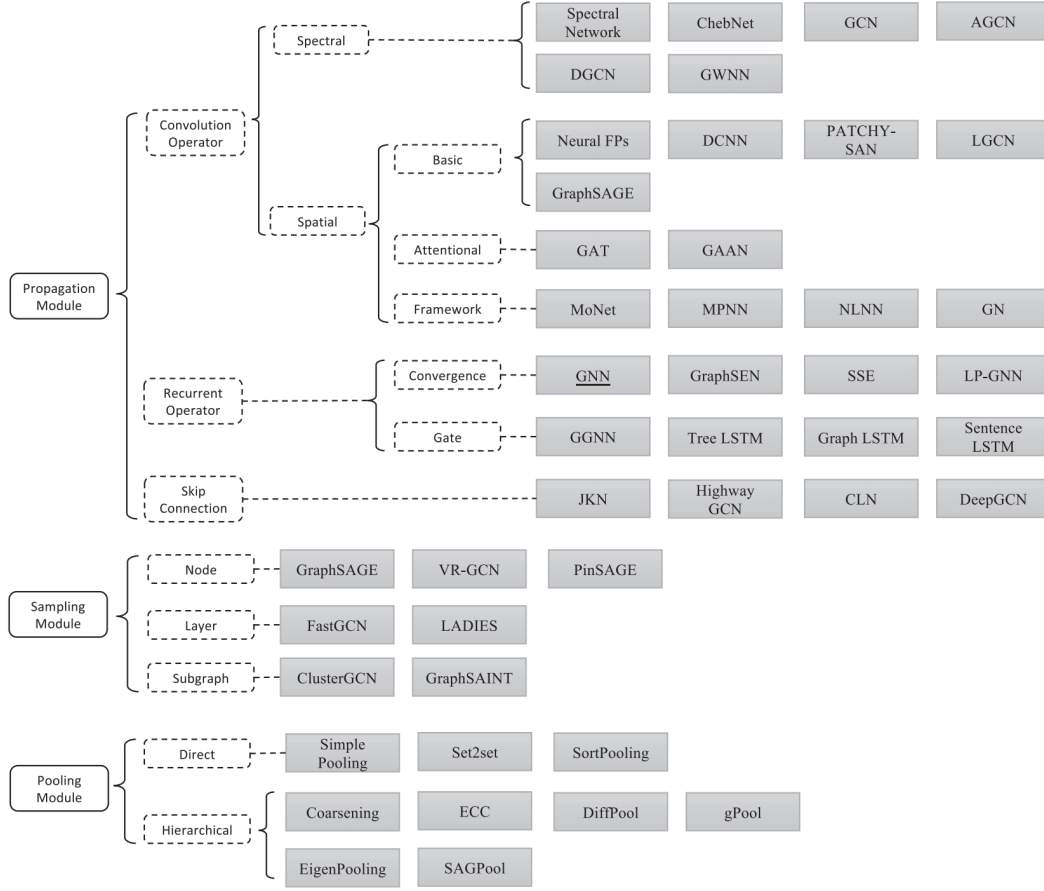 Spectral
Spectral
Network
ChebNet
GCN
AGCN
DGCN
GWNN
Convolution
Operator
Basic
Neural FPs
DCNN
PATCHY-
SAN
LGCN
GraphSAGE
Spatial
Attentional
GAT
GAAN
Propagation
Module
Framework
MoNet
MPNN
NLNN
GN
Recurrent
Operator
Convergence
GNN
GraphSEN
SSE
LP-GNN
Gate
GGNN
Tree LSTM
Graph LSTM
Sentence
LSTM
Skip
Connection
JKN
Highway
GCN
CLN
DeepGCN
Sampling
Module
Node
GraphSAGE
VR-GCN
PinSAGE
Layer
FastGCN
LADIES
Subgraph
ClusterGCN
GraphSAINT
Pooling
Module
Direct
Simple
Pooling
Set2set
SortPooling
Hierarchical
Coarsening
ECC
DiffPool
gPool
EigenPooling
SAGPool